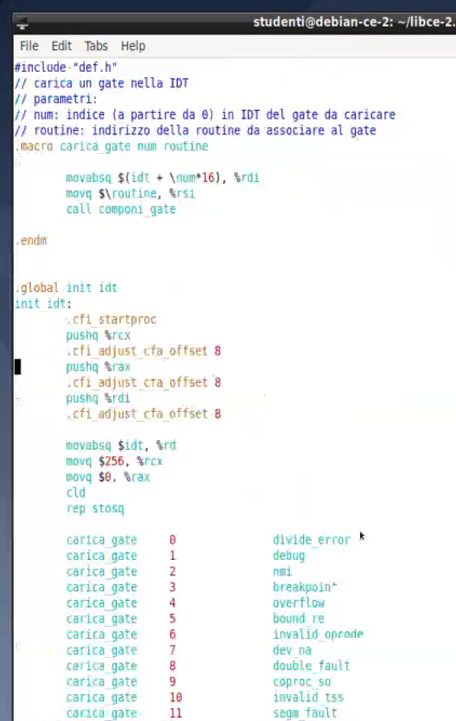 studenti@debian-ce-2: ~/libce-2.
File Edit Tabs Help
#include "def.h"
// carica un gate nella IDT
// parametri:
// num: indice (a partire da 0) in IDT del gate da caricare
// routine: indirizzo della routine da associare al gate
.macro carica_gate num routine
movabsq $(idt + \num*16), %rdi
movq $\routine, %rsi
call componi_gate
.endm
.global init_idt
init_idt:
.cfi_startproc
pushq %rcx
.cfi_adjust_cfa_offset 8
pushq %rax
.cfi_adjust_cfa_offset 8
pushq %rdi
.cfi_adjust_cfa_offset 8
movabsq $idt, %rd
movq $256, %rcx
movq $0, %rax
cld
rep stosq
carica_gate 0 divide_error
carica_gate 1 debug
carica_gate 2 nmi
carica_gate 3 breakpoin
carica_gate 4 overflow
carica_gate 5 bound_re
carica_gate 6 invalid_opcode
carica_gate 7 dev_na
carica_gate 8 double_fault
carica_gate 9 coproc_so
carica_gate 10 invalid_tss
carica_gate 11 segm_fault